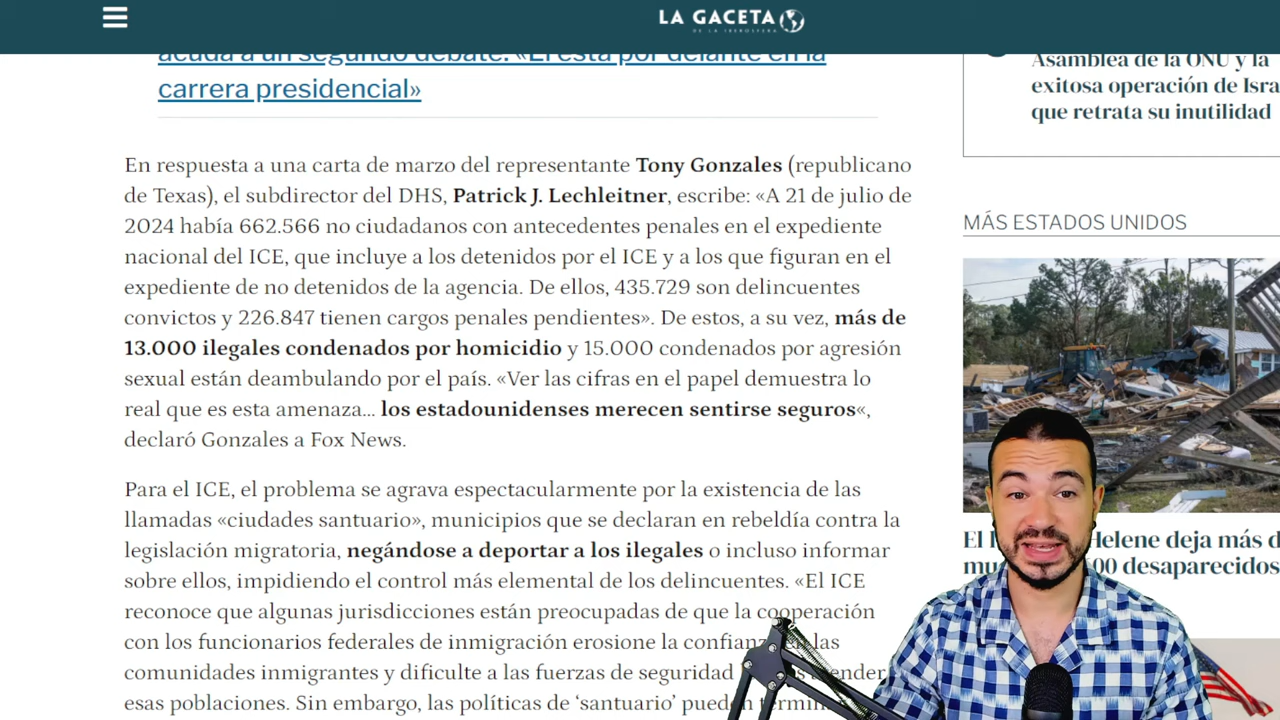 LA GACETA
DE LA IBEROSFERA
acuda a un segundo debate: «Él está por delante en la
carrera presidencial»
En respuesta a una carta de marzo del representante Tony Gonzales (republicano
de Texas), el subdirector del DHS, Patrick J. Lechleitner, escribe: «A 21 de julio de
2024 había 662.566 no ciudadanos con antecedentes penales en el expediente
nacional del ICE, que incluye a los detenidos por el ICE y a los que figuran en el
expediente de no detenidos de la agencia. De ellos, 435.729 son delincuentes
convictos y 226.847 tienen cargos penales pendientes». De estos, a su vez, más de
13.000 ilegales condenados por homicidio y 15.000 condenados por agresión
sexual están deambulando por el país. «Ver las cifras en el papel demuestra lo
real que es esta amenaza... los estadounidenses merecen sentirse seguros«,
declaró Gonzales a Fox News.
Para el ICE, el problema se agrava espectacularmente por la existencia de las
llamadas «ciudades santuario», municipios que se declaran en rebeldía contra la
legislación migratoria, negándose a deportar a los ilegales o incluso informar
sobre ellos, impidiendo el control más elemental de los delincuentes. «El ICE
reconoce que algunas jurisdicciones están preocupadas de que la cooperación
con los funcionarios federales de inmigración erosione la las
comunidades inmigrantes y dificulte a las fuerzas de seguridad
esas poblaciones. Sin embargo, las políticas de 'santuario' pueden
Asamblea de la ONU y la
exitosa operación de Isra
que retrata su inutilidad
MÁS ESTADOS UNIDOS
El Helene deja más d
desaparecidos